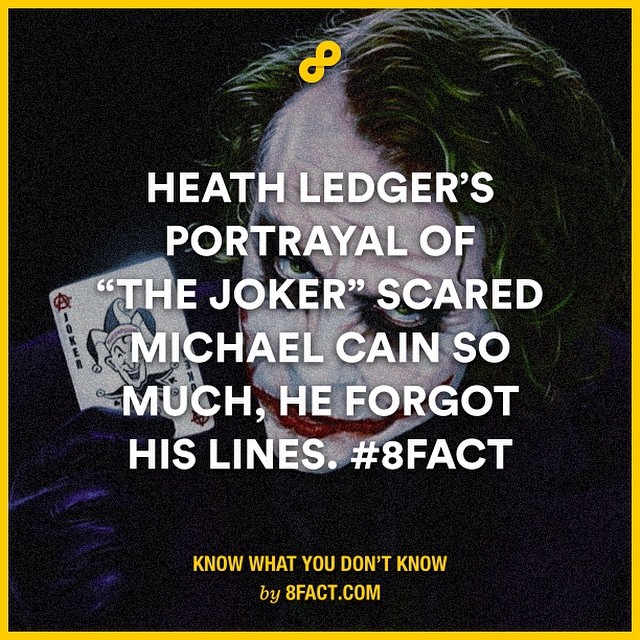 HEATH LEDGER’S
PORTRAYAL OF
“THE JOKER” SCARED
MICHAEL CAIN SO
MUCH, HE FORGOT
HIS LINES. #8FACT
JOKER
KNOW WHAT YOU DON’T KNOW
by 8FACT.COM